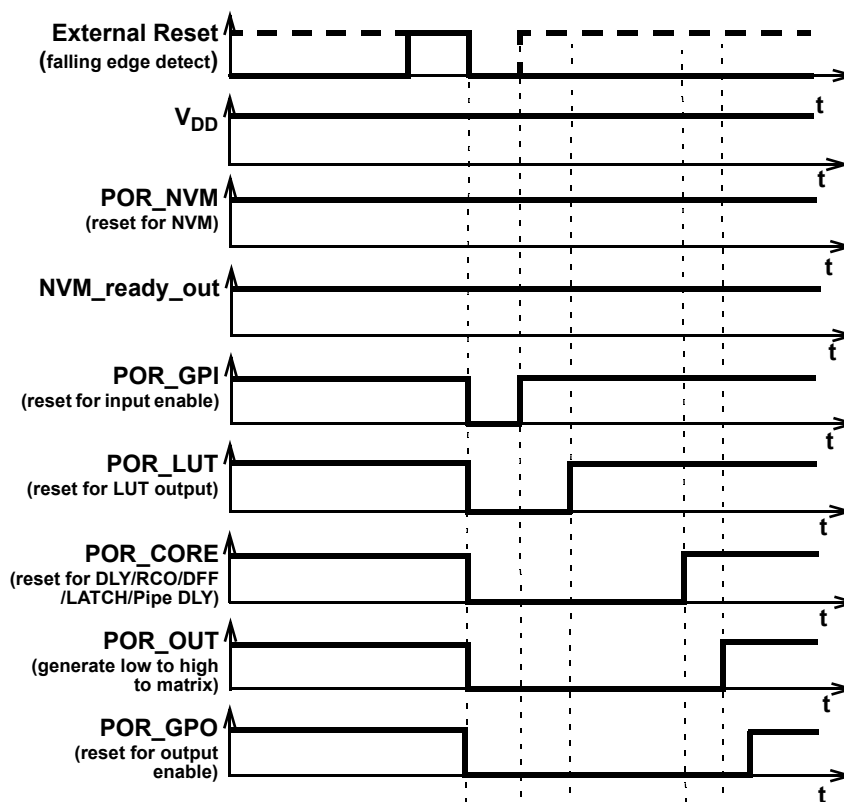 External Reset
(falling edge detect)
t
VDD
t
POR_NVM
(reset for NVM)
t
NVM_ready_out
t
POR_GPI
(reset for input enable)
t
POR_LUT
(reset for LUT output)
t
POR_CORE
(reset for DLY/RCO/DFF
/LATCH/Pipe DLY)
t
POR_OUT
(generate low to high
to matrix)
t
POR_GPO
(reset for output
enable)
t